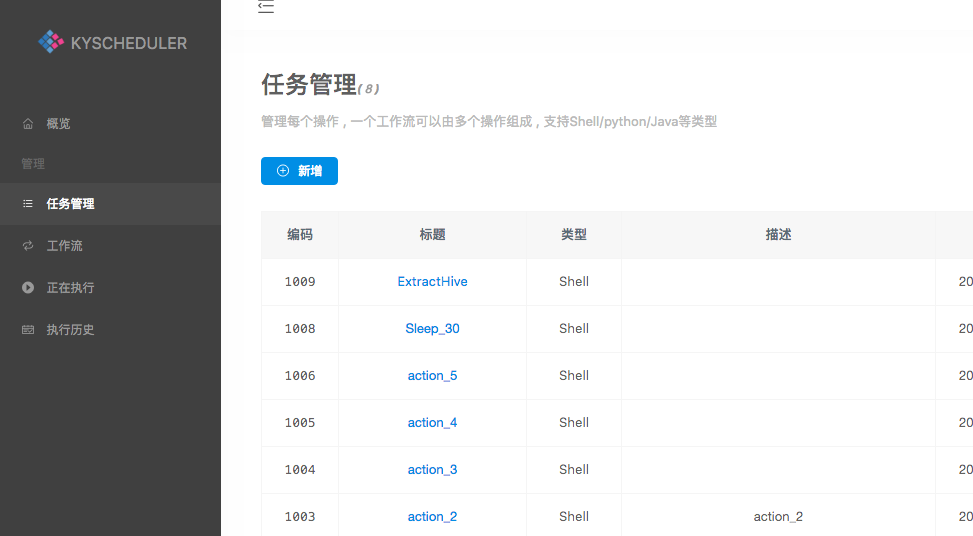 KYSCHEDULER
概览
管理
任务管理
工作流
正在执行
执行历史
任务管理(8)
管理每个操作，一个工作流可以由多个操作组成，支持Shell/python/Java等类型
新增
编码 标题 类型 描述
1009 ExtractHive Shell 20
1008 Sleep_30 Shell 20
1006 action_5 Shell 20
1005 action_4 Shell 20
1004 action_3 Shell 20
1003 action_2 Shell action_2 20